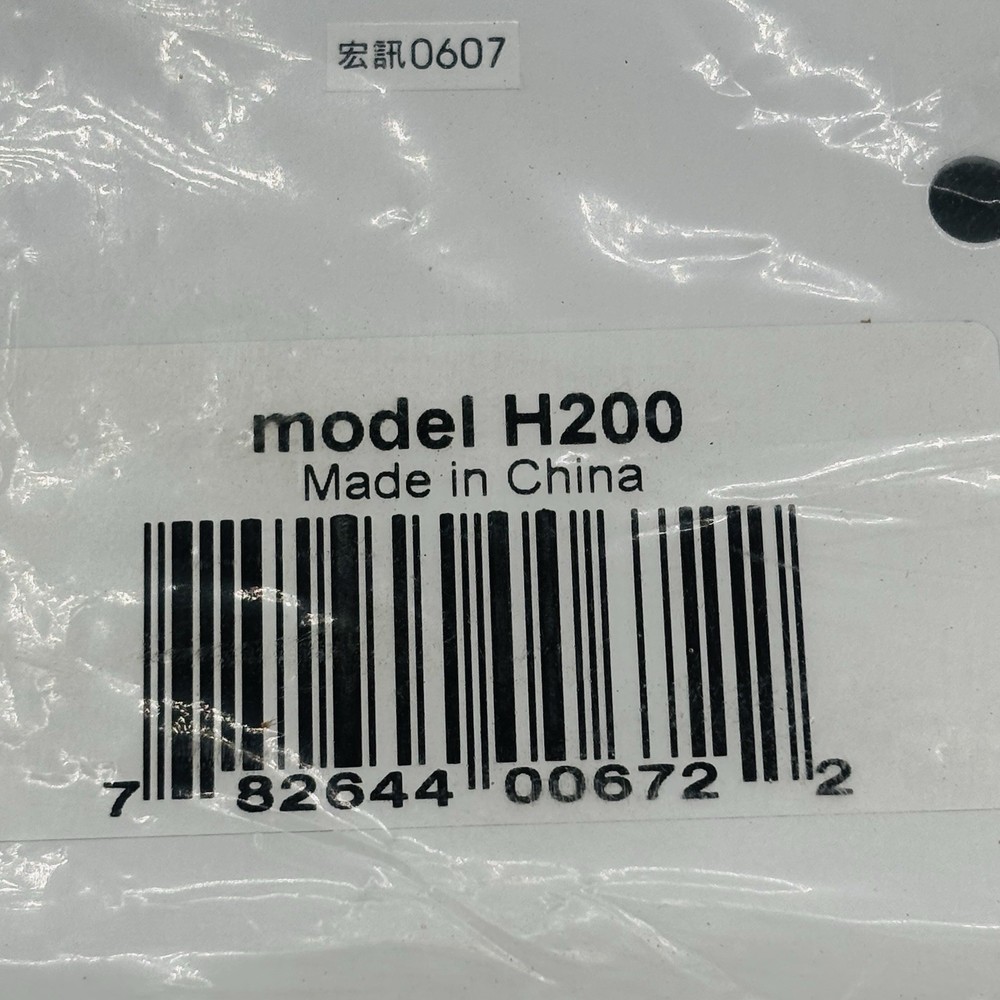 宏訊0607
model H200
Made in China
7 82644 00672 2